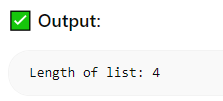 ✅ Output:
Length of list: 4